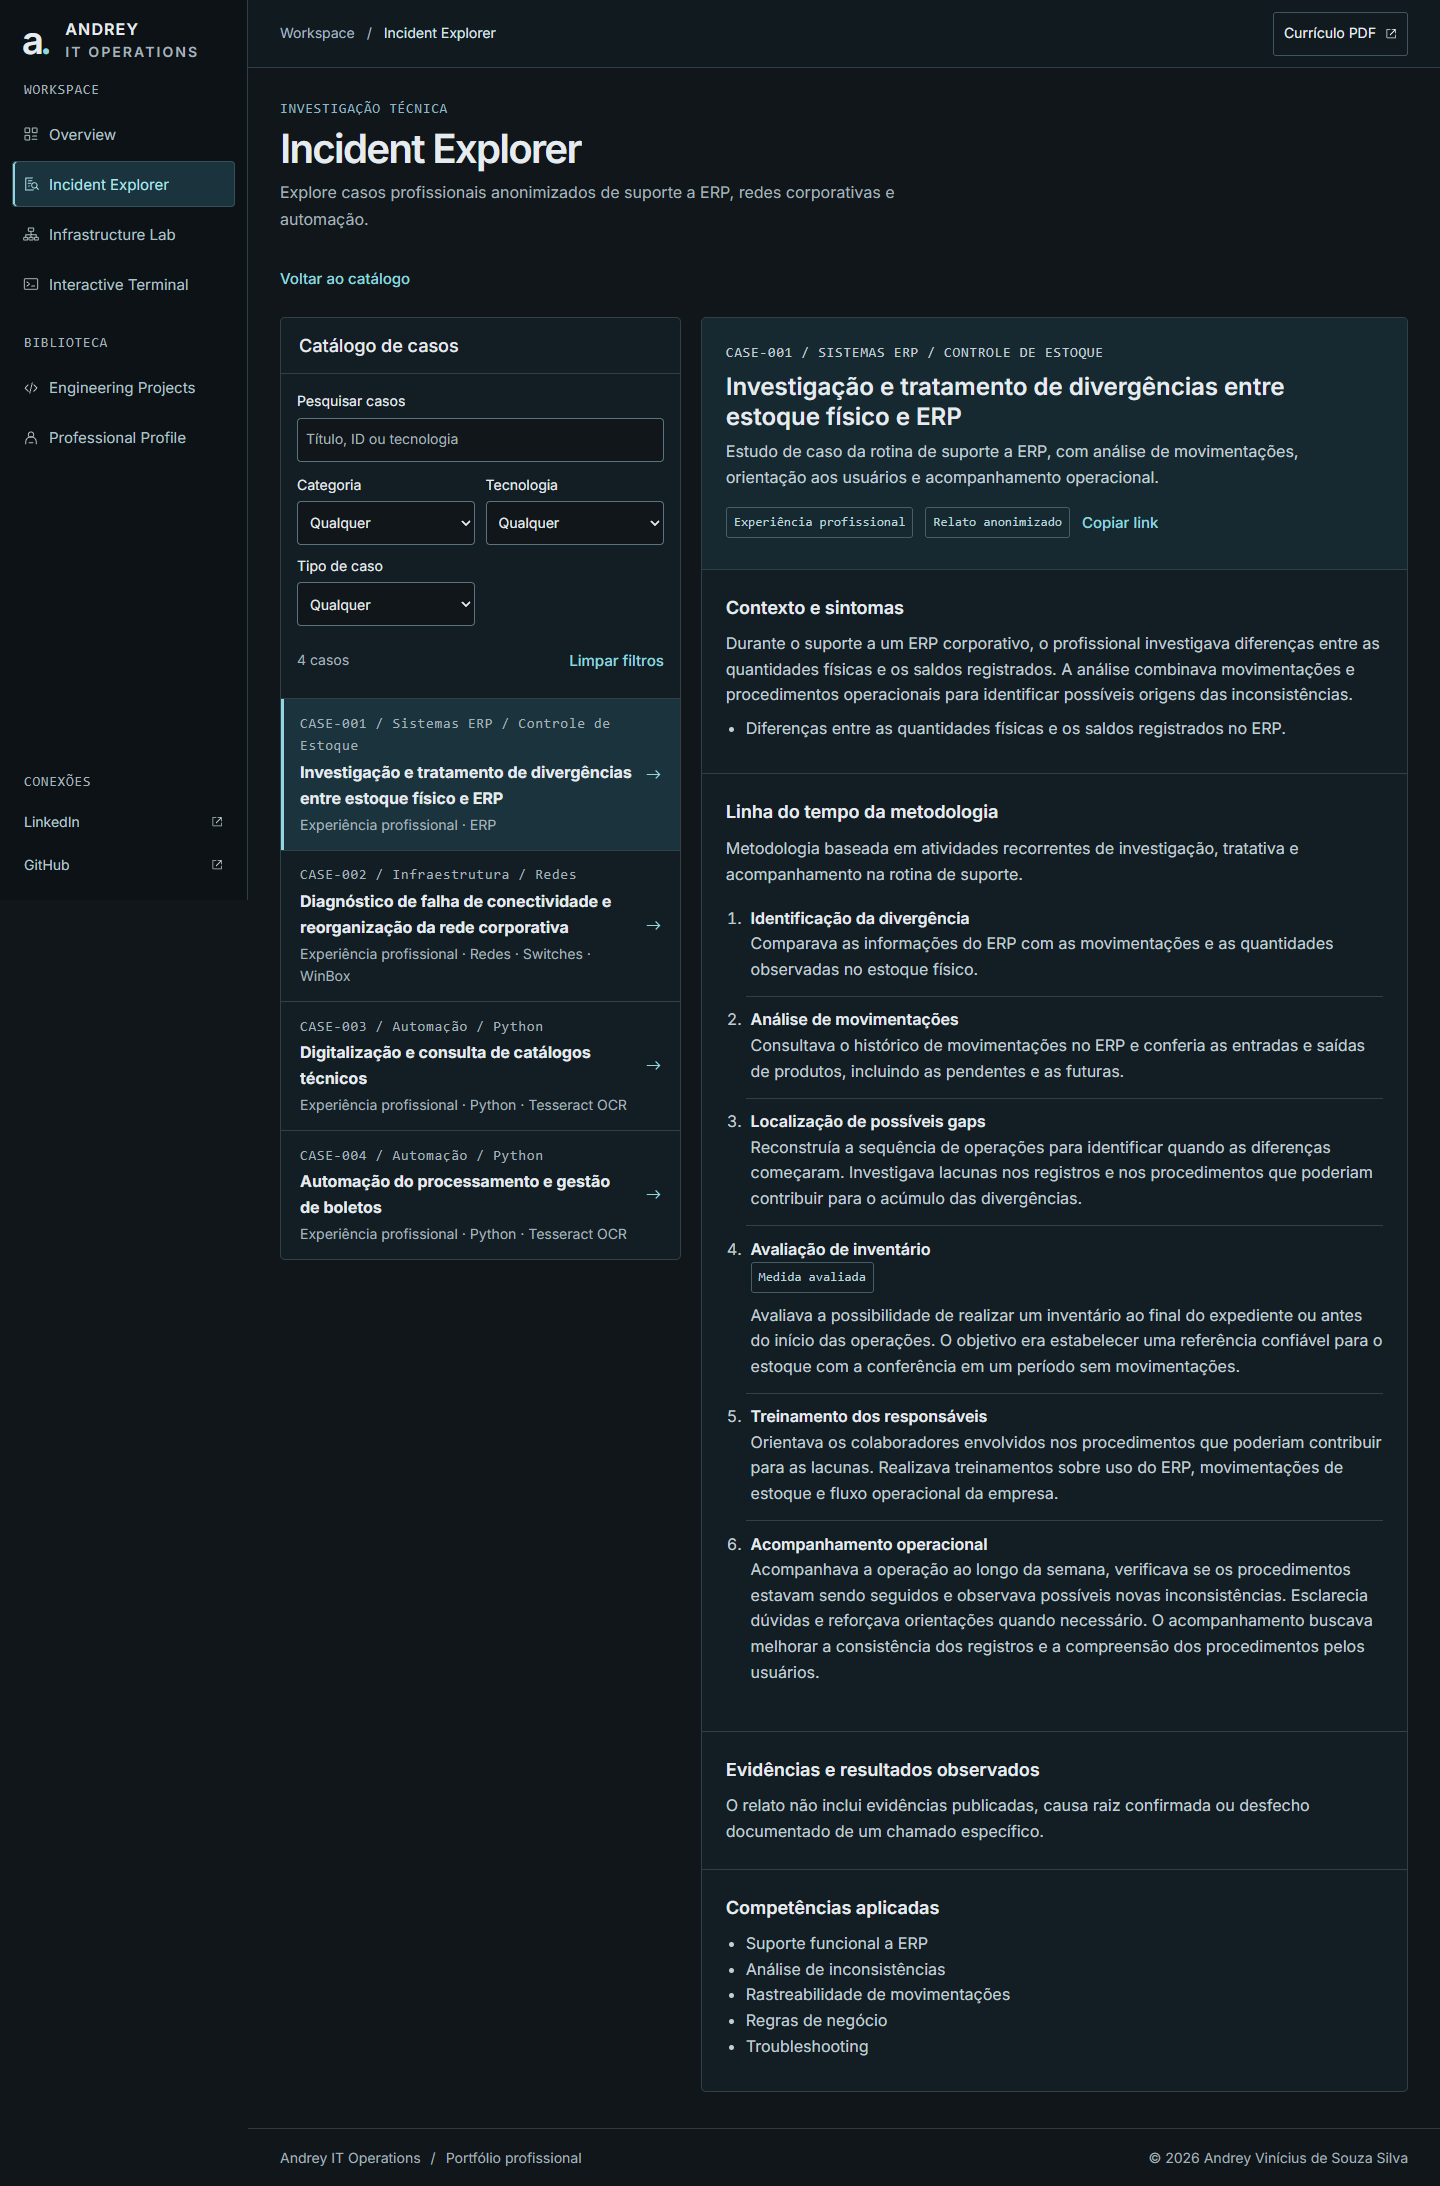 a.
ANDREY
IT OPERATIONS
WORKSPACE
Overview
Incident Explorer
Infrastructure Lab
Interactive Terminal
BIBLIOTECA
Engineering Projects
Professional Profile
CONEXÕES
LinkedIn
GitHub
Workspace / Incident Explorer
Currículo PDF
INVESTIGAÇÃO TÉCNICA
Incident Explorer
Explore casos profissionais anonimizados de suporte a ERP, redes corporativas e
automação.
Voltar ao catálogo
Catálogo de casos
Pesquisar casos
Título, ID ou tecnologia
Categoria
Tecnologia
Qualquer
Qualquer
Tipo de caso
Qualquer
4 casos
Limpar filtros
CASE-001 / Sistemas ERP / Controle de
Estoque
Investigação e tratamento de divergências
entre estoque físico e ERP
Experiência profissional · ERP
CASE-002 / Infraestrutura / Redes
Diagnóstico de falha de conectividade e
reorganização da rede corporativa
Experiência profissional · Redes · Switches ·
WinBox
CASE-003 / Automação / Python
Digitalização e consulta de catálogos
técnicos
Experiência profissional · Python · Tesseract OCR
CASE-004 / Automação / Python
Automação do processamento e gestão
de boletos
Experiência profissional · Python · Tesseract OCR
CASE-001 / SISTEMAS ERP / CONTROLE DE ESTOQUE
Investigação e tratamento de divergências entre
estoque físico e ERP
Estudo de caso da rotina de suporte a ERP, com análise de movimentações,
orientação aos usuários e acompanhamento operacional.
Experiência profissional
Relato anonimizado
Copiar link
Contexto e sintomas
Durante o suporte a um ERP corporativo, o profissional investigava diferenças entre as
quantidades físicas e os saldos registrados. A análise combinava movimentações e
procedimentos operacionais para identificar possíveis origens das inconsistências.
• Diferenças entre as quantidades físicas e os saldos registrados no ERP.
Linha do tempo da metodologia
Metodologia baseada em atividades recorrentes de investigação, tratativa e
acompanhamento na rotina de suporte.
1. Identificação da divergência
Comparava as informações do ERP com as movimentações e as quantidades
observadas no estoque físico.
2. Análise de movimentações
Consultava o histórico de movimentações no ERP e conferia as entradas e saídas
de produtos, incluindo as pendentes e as futuras.
3. Localização de possíveis gaps
Reconstruía a sequência de operações para identificar quando as diferenças
começaram. Investigava lacunas nos registros e nos procedimentos que poderiam
contribuir para o acúmulo das divergências.
4. Avaliação de inventário
Medida avaliada
Avaliava a possibilidade de realizar um inventário ao final do expediente ou antes
do início das operações. O objetivo era estabelecer uma referência confiável para o
estoque com a conferência em um período sem movimentações.
5. Treinamento dos responsáveis
Orientava os colaboradores envolvidos nos procedimentos que poderiam contribuir
para as lacunas. Realizava treinamentos sobre uso do ERP, movimentações de
estoque e fluxo operacional da empresa.
6. Acompanhamento operacional
Acompanhava a operação ao longo da semana, verificava se os procedimentos
estavam sendo seguidos e observava possíveis novas inconsistências. Esclarecia
dúvidas e reforçava orientações quando necessário. O acompanhamento buscava
melhorar a consistência dos registros e a compreensão dos procedimentos pelos
usuários.
Evidências e resultados observados
O relato não inclui evidências publicadas, causa raiz confirmada ou desfecho
documentado de um chamado específico.
Competências aplicadas
• Suporte funcional a ERP
• Análise de inconsistências
• Rastreabilidade de movimentações
• Regras de negócio
• Troubleshooting
Andrey IT Operations / Portfólio profissional
© 2026 Andrey Vinícius de Souza Silva